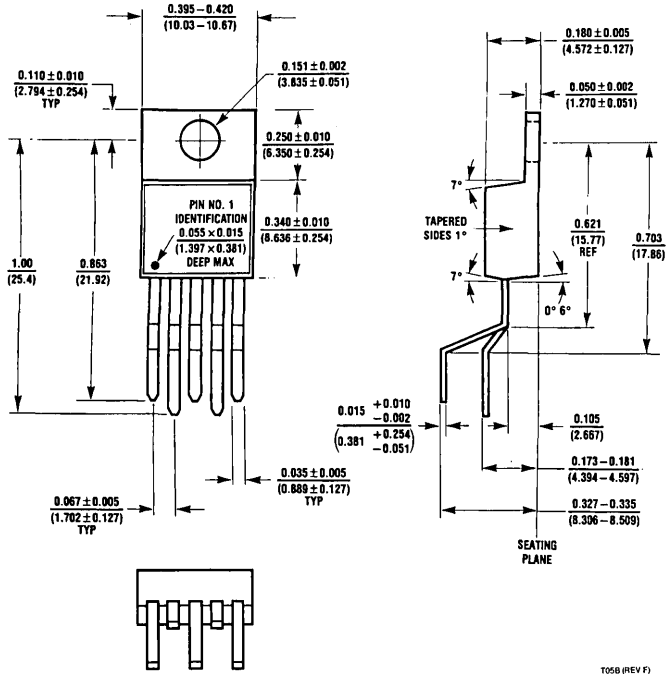 0.395 – 0.420
(10.03 – 10.67)
0.110 ± 0.010
(2.794 ± 0.254)
TYP
0.151 ± 0.002
(3.835 ± 0.051)
0.250 ± 0.010
(6.350 ± 0.254)
PIN NO. 1
IDENTIFICATION
0.055 × 0.015
(1.397 × 0.381)
DEEP MAX
0.340 ± 0.010
(8.636 ± 0.254)
1.00
(25.4)
0.863
(21.92)
0.067 ± 0.005
(1.702 ± 0.127)
TYP
0.035 ± 0.005
(0.889 ± 0.127)
TYP
0.180 ± 0.005
(4.572 ± 0.127)
0.050 ± 0.002
(1.270 ± 0.051)
7°
TAPERED
SIDES 1°
0.621
(15.77)
REF
0.703
(17.86)
7°
0° 6°
0.015 +0.010
−0.002
(0.381 +0.254
−0.051)
0.105
(2.667)
0.173 – 0.181
(4.394 – 4.597)
0.327 – 0.335
(8.306 – 8.509)
SEATING
PLANE
T05B (REV F)